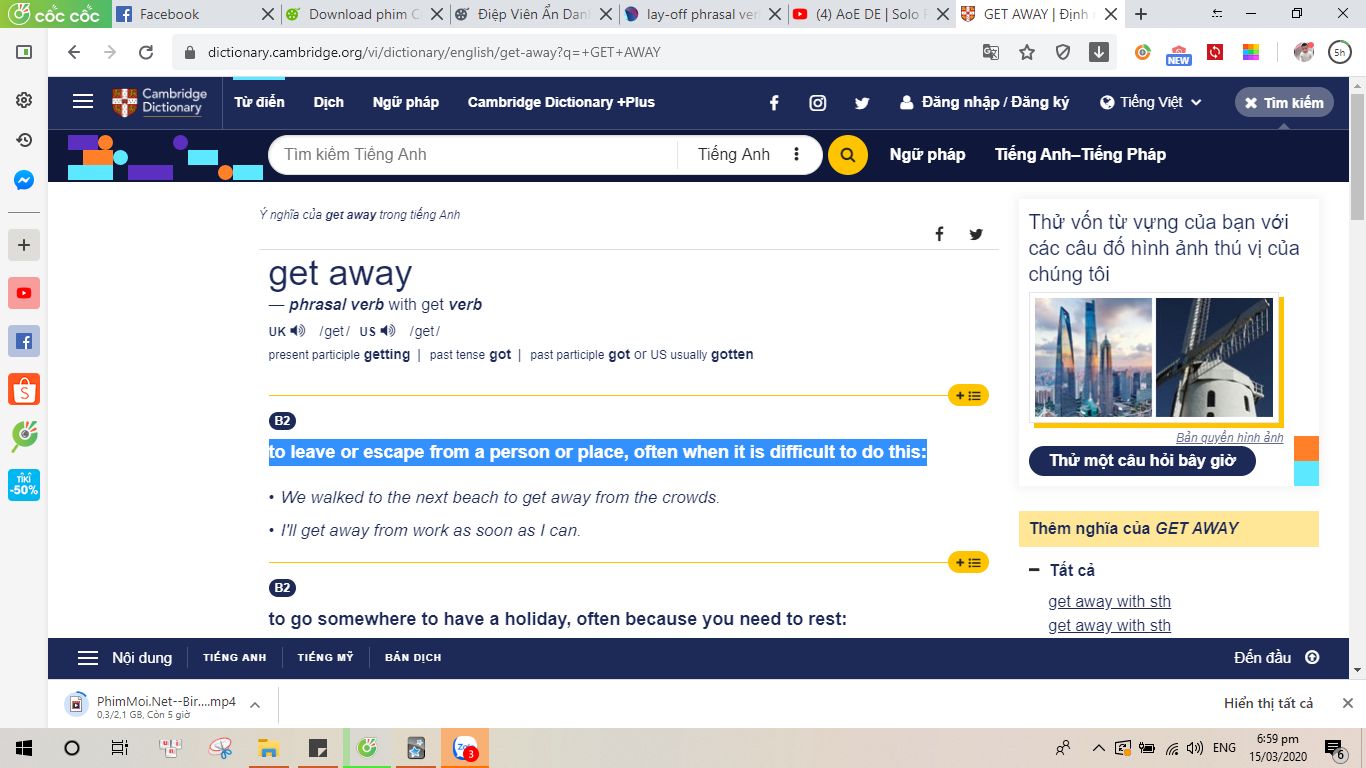 cốc cốc
Facebook
Download phim C
Điệp Viên Ẩn Danh
lay-off phrasal ver
(4) AoE DE | Solo
GET AWAY | Định
dictionary.cambridge.org/vi/dictionary/english/get-away?q=+GET+AWAY
NEW
5h
Cambridge
Dictionary
Từ điển
Dịch
Ngữ pháp
Cambridge Dictionary +Plus
Đăng nhập / Đăng ký
Tiếng Việt
Tìm kiếm
Tìm kiếm Tiếng Anh
Tiếng Anh
Ngữ pháp
Tiếng Anh–Tiếng Pháp
Ý nghĩa của get away trong tiếng Anh
get away
— phrasal verb with get verb
UK /get/ US /get/
present participle getting | past tense got | past participle got or US usually gotten
B2
to leave or escape from a person or place, often when it is difficult to do this:
• We walked to the next beach to get away from the crowds.
• I'll get away from work as soon as I can.
B2
to go somewhere to have a holiday, often because you need to rest:
Thử vốn từ vựng của bạn với
các câu đố hình ảnh thú vị của
chúng tôi
Bản quyền hình ảnh
Thử một câu hỏi bây giờ
Thêm nghĩa của GET AWAY
Tất cả
get away with sth
get away with sth
TIKI
-50%
Nội dung
TIẾNG ANH
TIẾNG MỸ
BẢN DỊCH
Đến đầu
PhimMoi.Net--Bir....mp4
0,3/2,1 GB, Còn 5 giờ
Hiển thị tất cả
Zalo
3
ENG
6:59 pm
15/03/2020
6